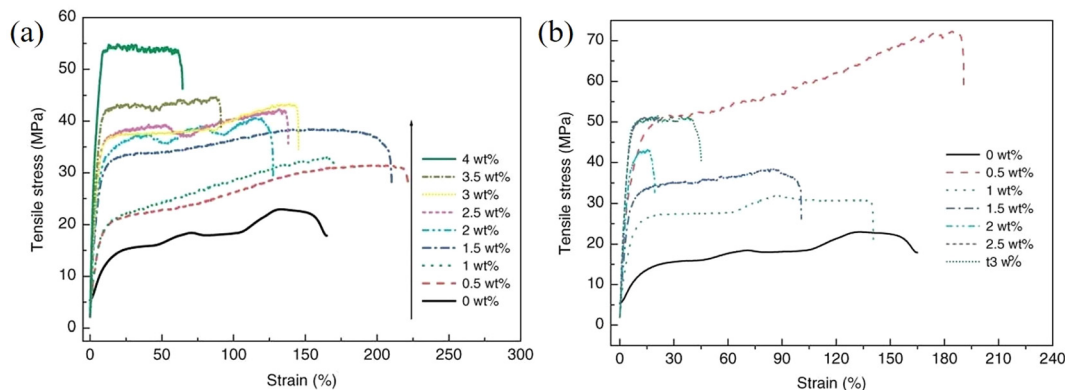 (a)
60
50
40
30
20
10
0
Tensile stress (MPa)
4 wt%
3.5 wt%
3 wt%
2.5 wt%
2 wt%
1.5 wt%
1 wt%
0.5 wt%
0 wt%
0 50 100 150 200 250 300
Strain (%)
(b)
70
60
50
40
30
20
10
0
Tensile stress (MPa)
0 wt%
0.5 wt%
1 wt%
1.5 wt%
2 wt%
2.5 wt%
t3 w%
0 30 60 90 120 150 180 210 240
Strain (%)